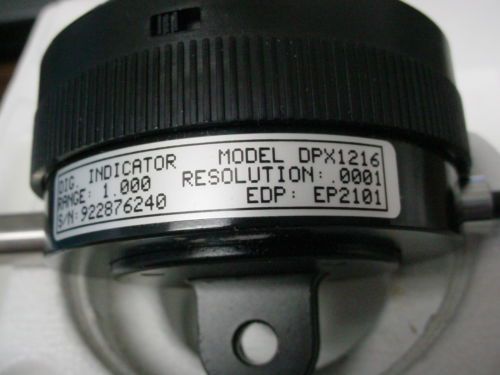 DIG. INDICATOR MODEL DPX1216
RANGE: 1.000 RESOLUTION: .0001
S/N:922876240 EDP: EP2101